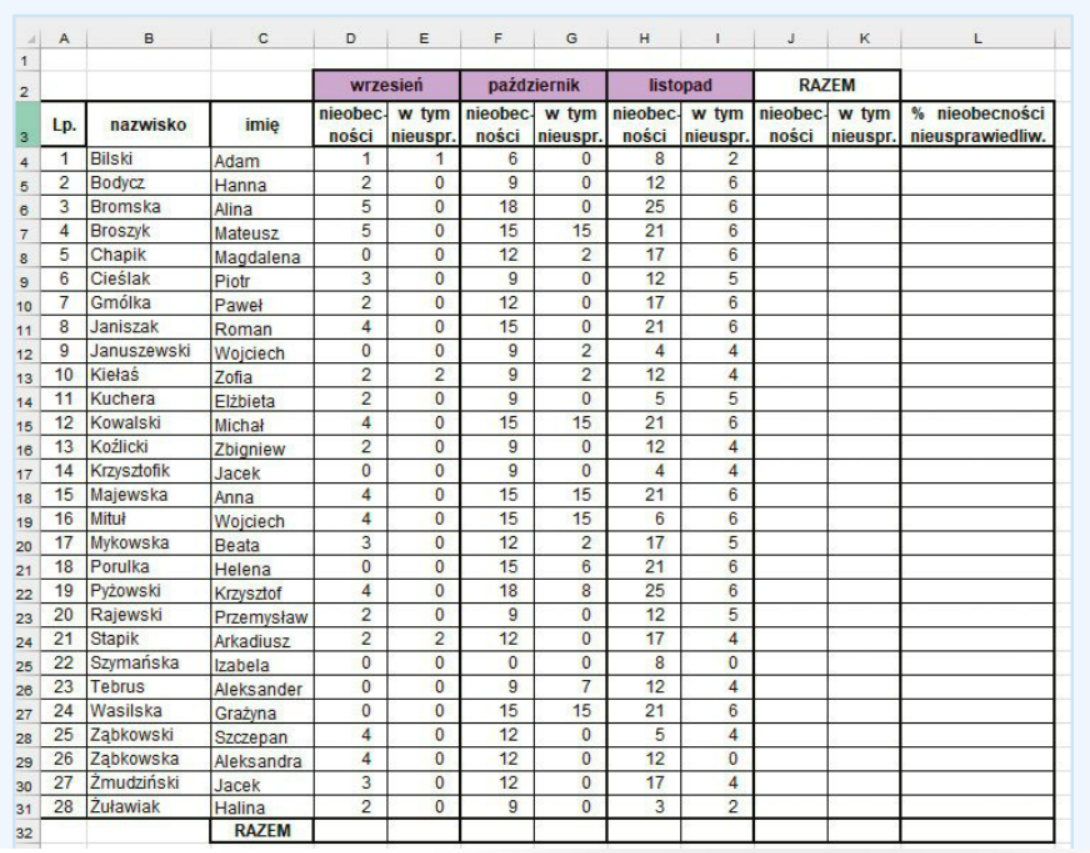 A B C D E F G H I J K L
1
2 wrzesień październik listopad RAZEM
3 Lp. nazwisko imię nieobec- ności w tym nieuspr. nieobec- ności w tym nieuspr. nieobec- ności w tym nieuspr. nieobec- ności w tym nieuspr. % nieobecności nieusprawiedliw.
4 1 Bilski Adam 1 1 6 0 8 2
5 2 Bodycz Hanna 2 0 9 0 12 6
6 3 Bromska Alina 5 0 18 0 25 6
7 4 Broszyk Mateusz 5 0 15 15 21 6
8 5 Chapik Magdalena 0 0 12 2 17 6
9 6 Cieślak Piotr 3 0 9 0 12 5
10 7 Gmólka Paweł 2 0 12 0 17 6
11 8 Janiszak Roman 4 0 15 0 21 6
12 9 Januszewski Wojciech 0 0 9 2 4 4
13 10 Kiełaś Zofia 2 2 9 2 12 4
14 11 Kuchera Elżbieta 2 0 9 0 5 5
15 12 Kowalski Michał 4 0 15 15 21 6
16 13 Koźlicki Zbigniew 2 0 9 0 12 4
17 14 Krzysztofik Jacek 0 0 9 0 4 4
18 15 Majewska Anna 4 0 15 15 21 6
19 16 Mituł Wojciech 4 0 15 15 6 6
20 17 Mykowska Beata 3 0 12 2 17 5
21 18 Porulka Helena 0 0 15 6 21 6
22 19 Pyżowski Krzysztof 4 0 18 8 25 6
23 20 Rajewski Przemysław 2 0 9 0 12 5
24 21 Stapik Arkadiusz 2 2 12 0 17 4
25 22 Szymańska Izabela 0 0 0 0 8 0
26 23 Tebrus Aleksander 0 0 9 7 12 4
27 24 Wasilska Grażyna 0 0 15 15 21 6
28 25 Ząbkowski Szczepan 4 0 12 0 5 4
29 26 Ząbkowska Aleksandra 4 0 12 0 12 0
30 27 Żmudziński Jacek 3 0 12 0 17 4
31 28 Żuławiak Halina 2 0 9 0 3 2
32 RAZEM